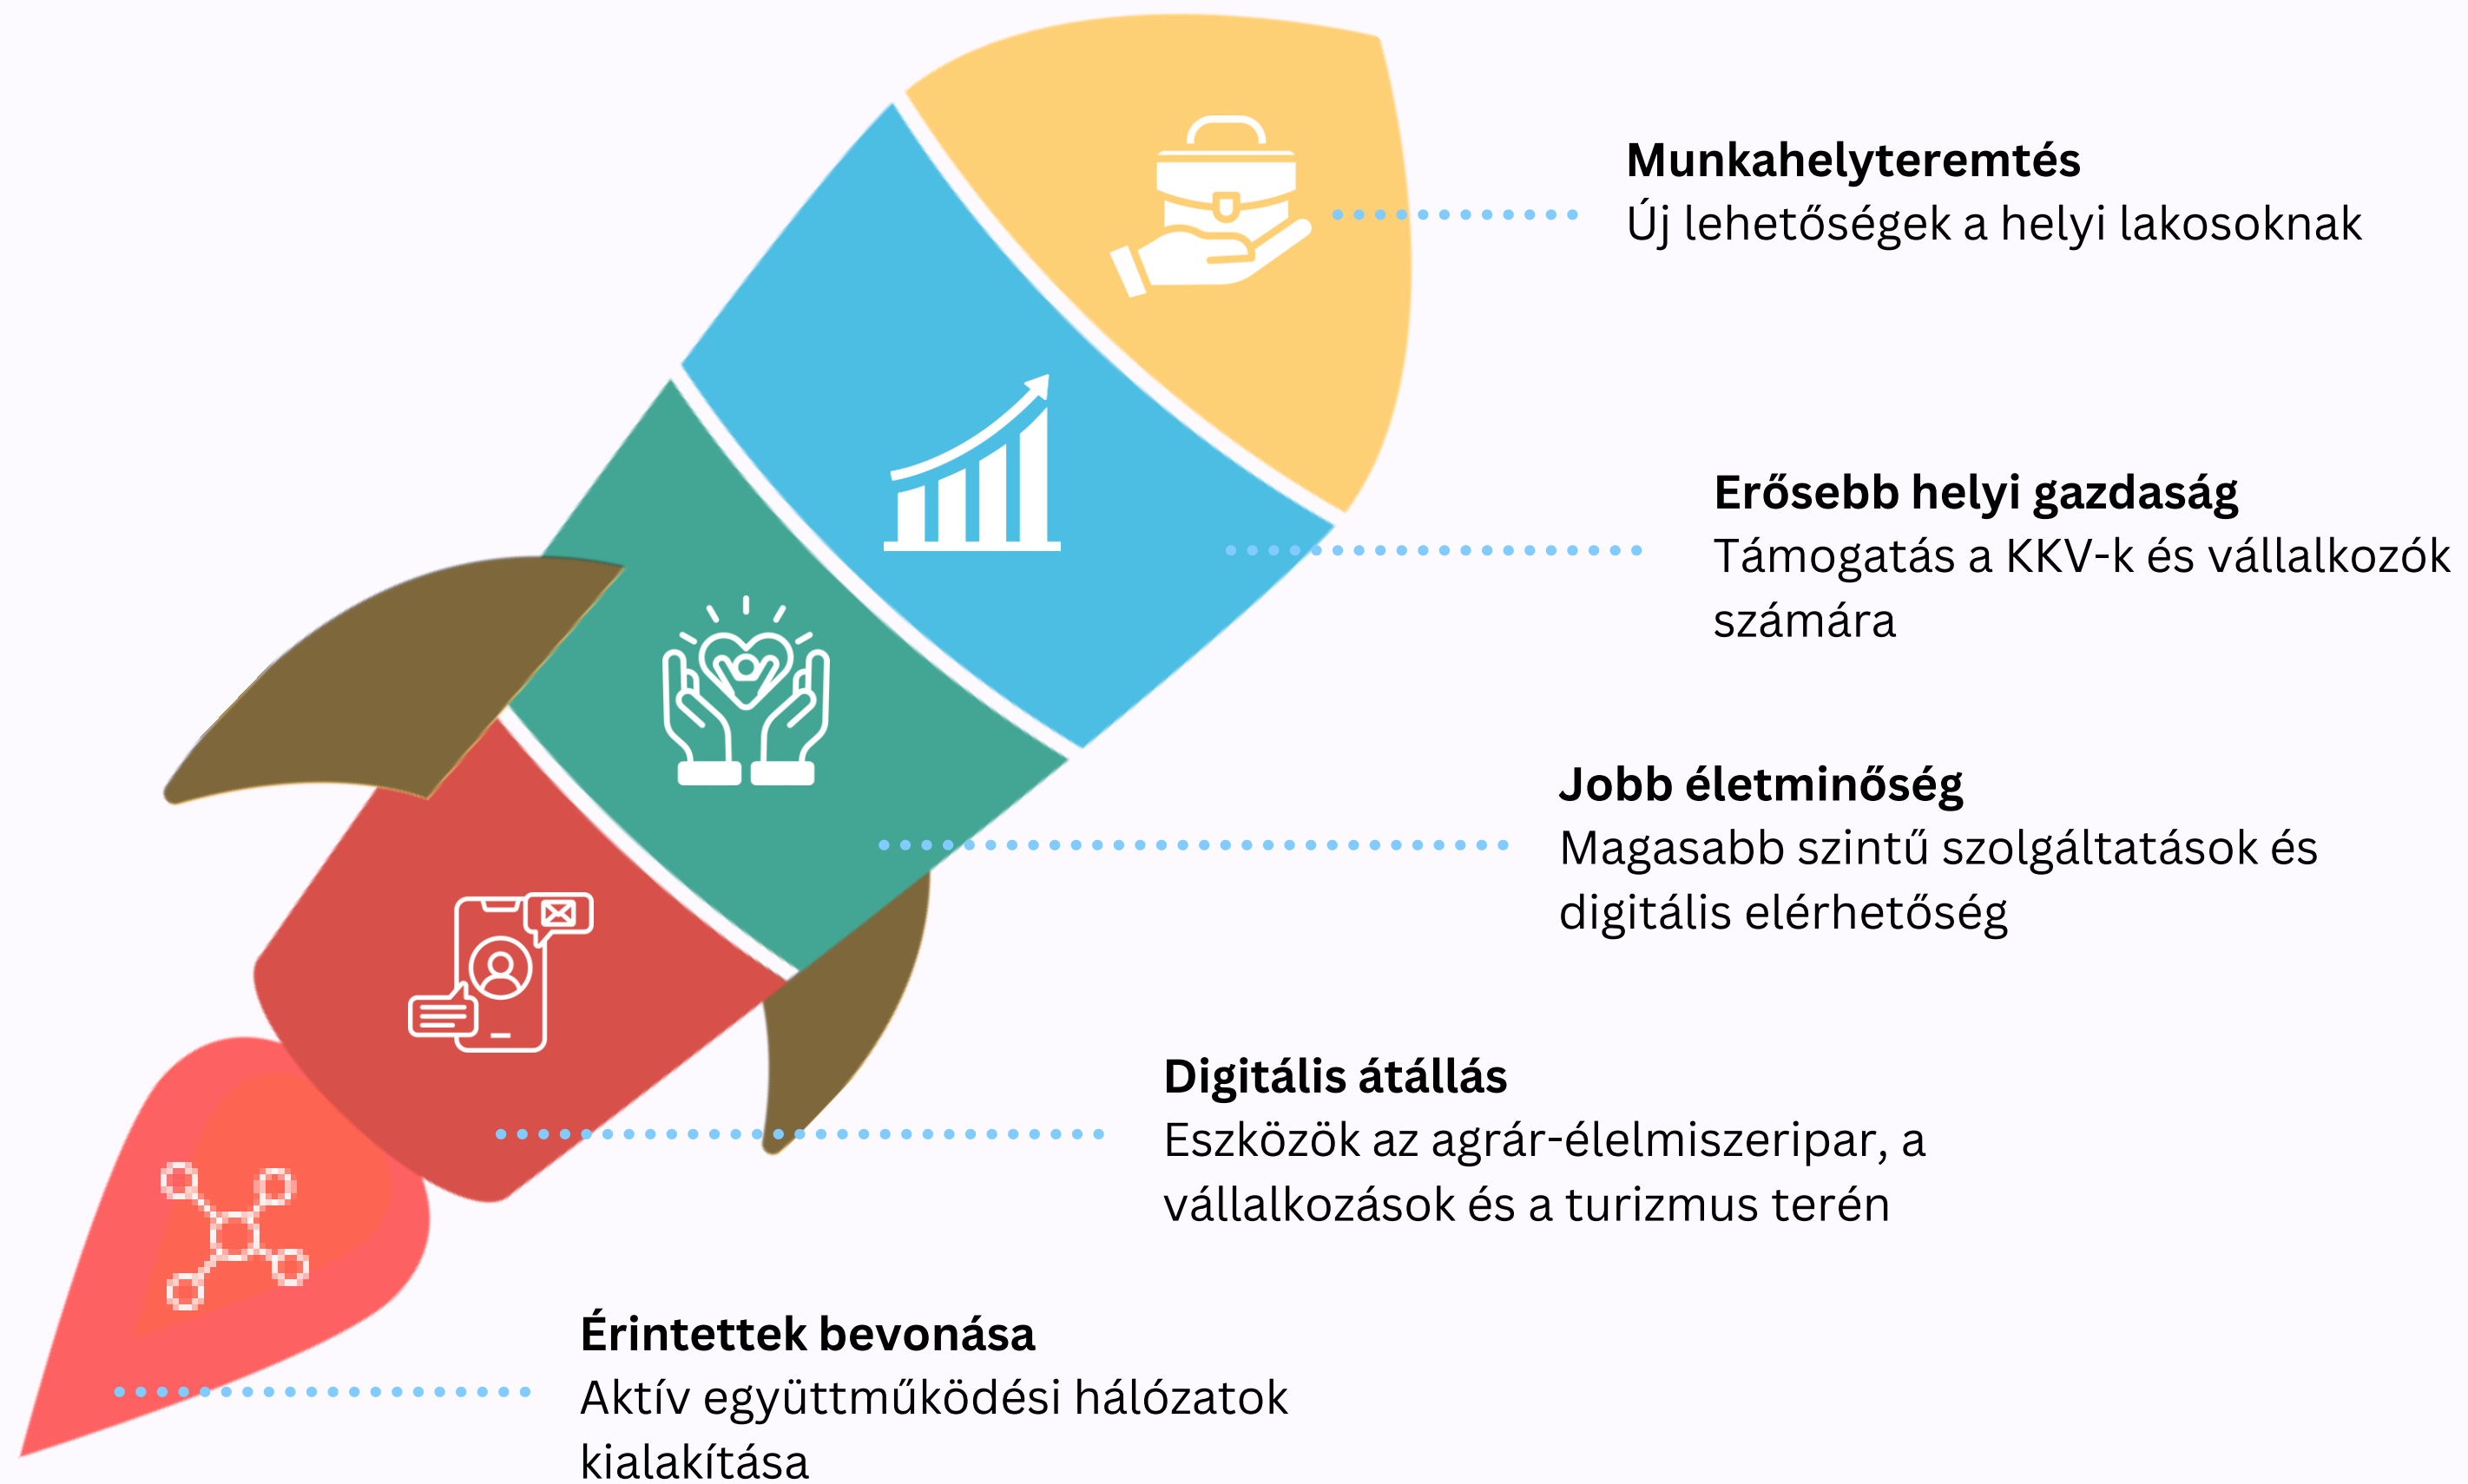 Munkahelyteremtés
Új lehetőségek a helyi lakosoknak
Erősebb helyi gazdaság
Támogatás a KKV-k és vállalkozók
számára
Jobb életminőség
Magasabb szintű szolgáltatások és
digitális elérhetőség
Digitális átállás
Eszközök az agrár-élelmiszeripar, a
vállalkozások és a turizmus terén
Érintettek bevonása
Aktív együttműködési hálózatok
kialakítása